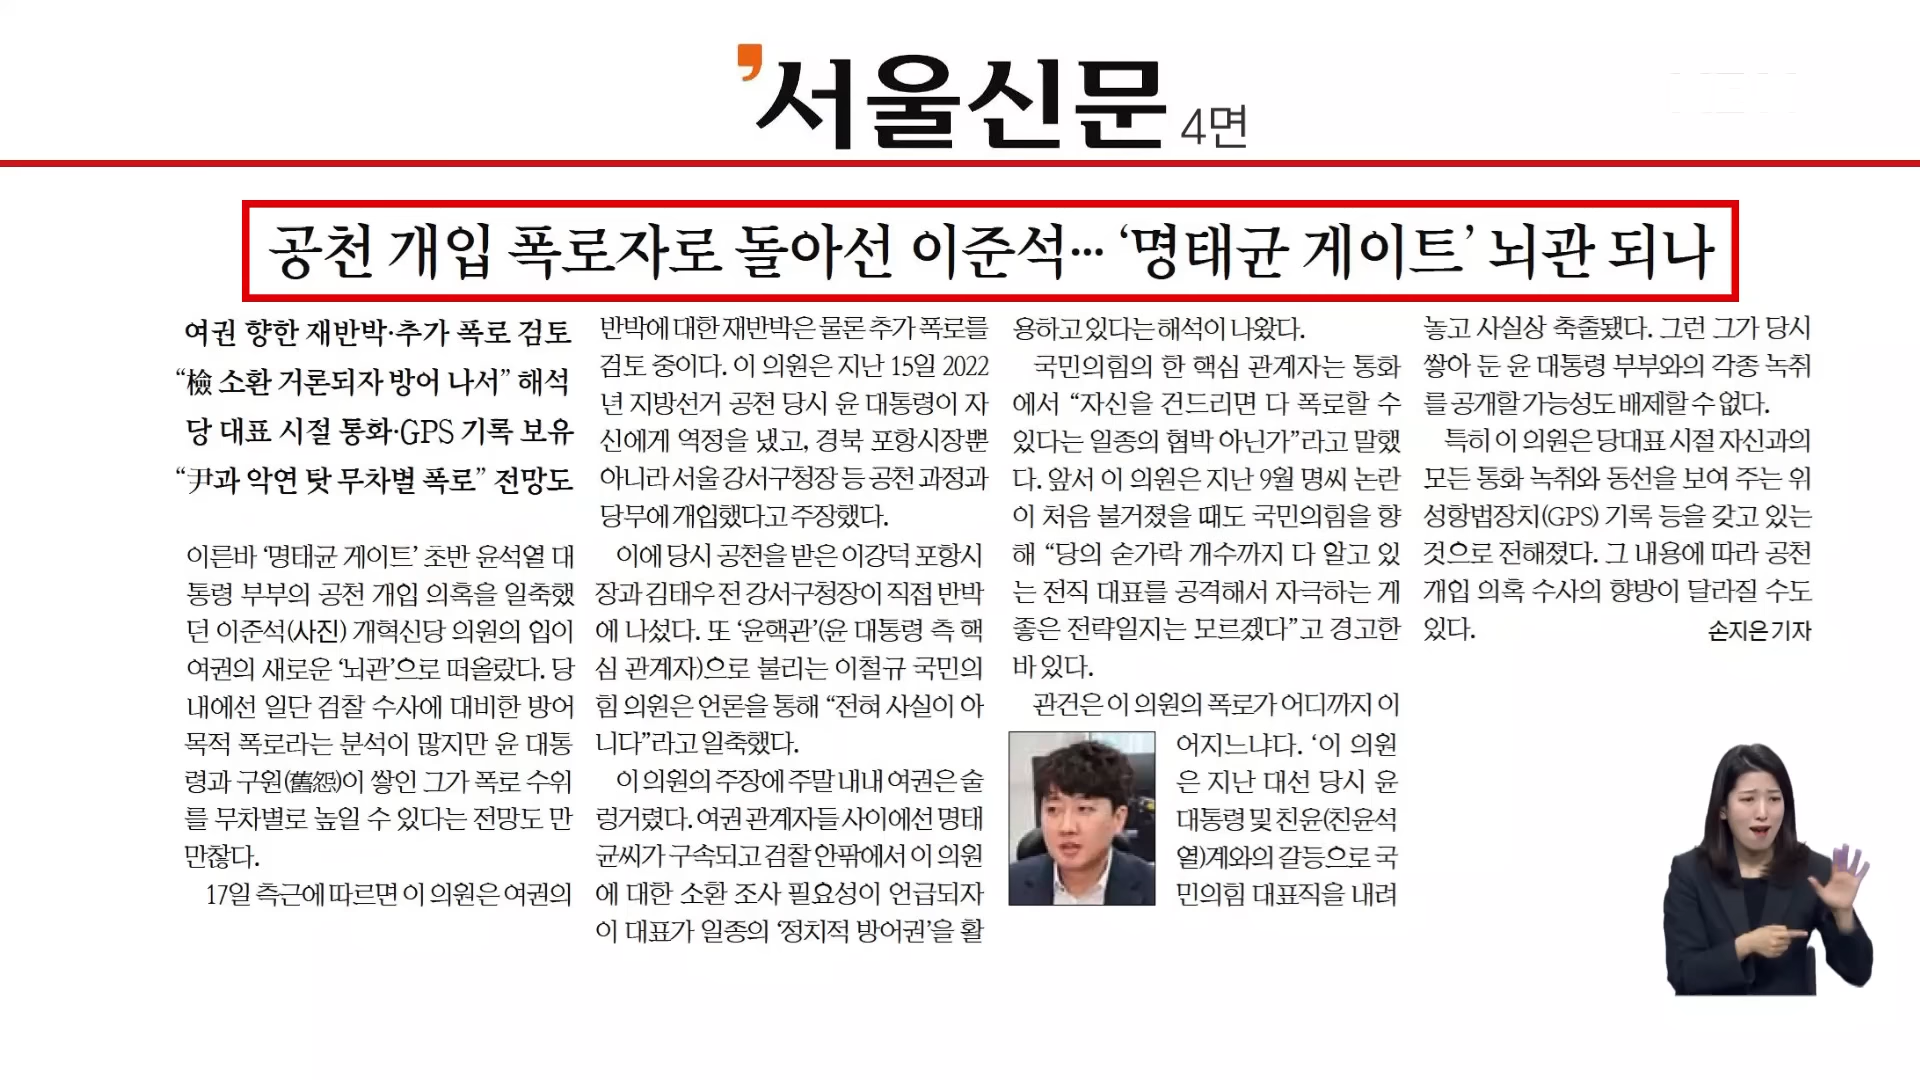 서울신문 4면
공천 개입 폭로자로 돌아선 이준석… ‘명태균 게이트’ 뇌관 되나
여권 향한 재반박·추가 폭로 검토
“檢 소환 거론되자 방어 나서” 해석
당 대표 시절 통화·GPS 기록 보유
“尹과 악연 탓 무차별 폭로” 전망도
이른바 ‘명태균 게이트’ 초반 윤석열 대
통령 부부의 공천 개입 의혹을 일축했
던 이준석(사진) 개혁신당 의원의 입이
여권의 새로운 ‘뇌관’으로 떠올랐다. 당
내에선 일단 검찰 수사에 대비한 방어
목적 폭로라는 분석이 많지만 윤 대통
령과 구원(舊怨)이 쌓인 그가 폭로 수위
를 무차별로 높일 수 있다는 전망도 만
만찮다.
17일 측근에 따르면 이 의원은 여권의
반박에 대한 재반박은 물론 추가 폭로를
검토 중이다. 이 의원은 지난 15일 2022
년 지방선거 공천 당시 윤 대통령이 자
신에게 역정을 냈고, 경북 포항시장뿐
아니라 서울 강서구청장 등 공천 과정과
당무에 개입했다고 주장했다.
이에 당시 공천을 받은 이강덕 포항시
장과 김태우 전 강서구청장이 직접 반박
에 나섰다. 또 ‘윤핵관’(윤 대통령 측 핵
심 관계자)으로 불리는 이철규 국민의
힘 의원은 언론을 통해 “전혀 사실이 아
니다”라고 일축했다.
이 의원의 주장에 주말 내내 여권은 술
렁거렸다. 여권 관계자들 사이에선 명태
균씨가 구속되고 검찰 안팎에서 이 의원
에 대한 소환 조사 필요성이 언급되자
이 대표가 일종의 ‘정치적 방어권’을 활
용하고 있다는 해석이 나왔다.
국민의힘의 한 핵심 관계자는 통화
에서 “자신을 건드리면 다 폭로할 수
있다는 일종의 협박 아닌가”라고 말했
다. 앞서 이 의원은 지난 9월 명씨 논란
이 처음 불거졌을 때도 국민의힘을 향
해 “당의 숟가락 개수까지 다 알고 있
는 전직 대표를 공격해서 자극하는 게
좋은 전략일지는 모르겠다”고 경고한
바 있다.
관건은 이 의원의 폭로가 어디까지 이
어지느냐다. ‘이 의원
은 지난 대선 당시 윤
대통령 및 친윤(친윤석
열)계와의 갈등으로 국
민의힘 대표직을 내려
놓고 사실상 축출됐다. 그런 그가 당시
쌓아 둔 윤 대통령 부부와의 각종 녹취
를 공개할 가능성도 배제할 수 없다.
특히 이 의원은 당대표 시절 자신과의
모든 통화 녹취와 동선을 보여 주는 위
성항법장치(GPS) 기록 등을 갖고 있는
것으로 전해졌다. 그 내용에 따라 공천
개입 의혹 수사의 향방이 달라질 수도
있다. 손지은 기자